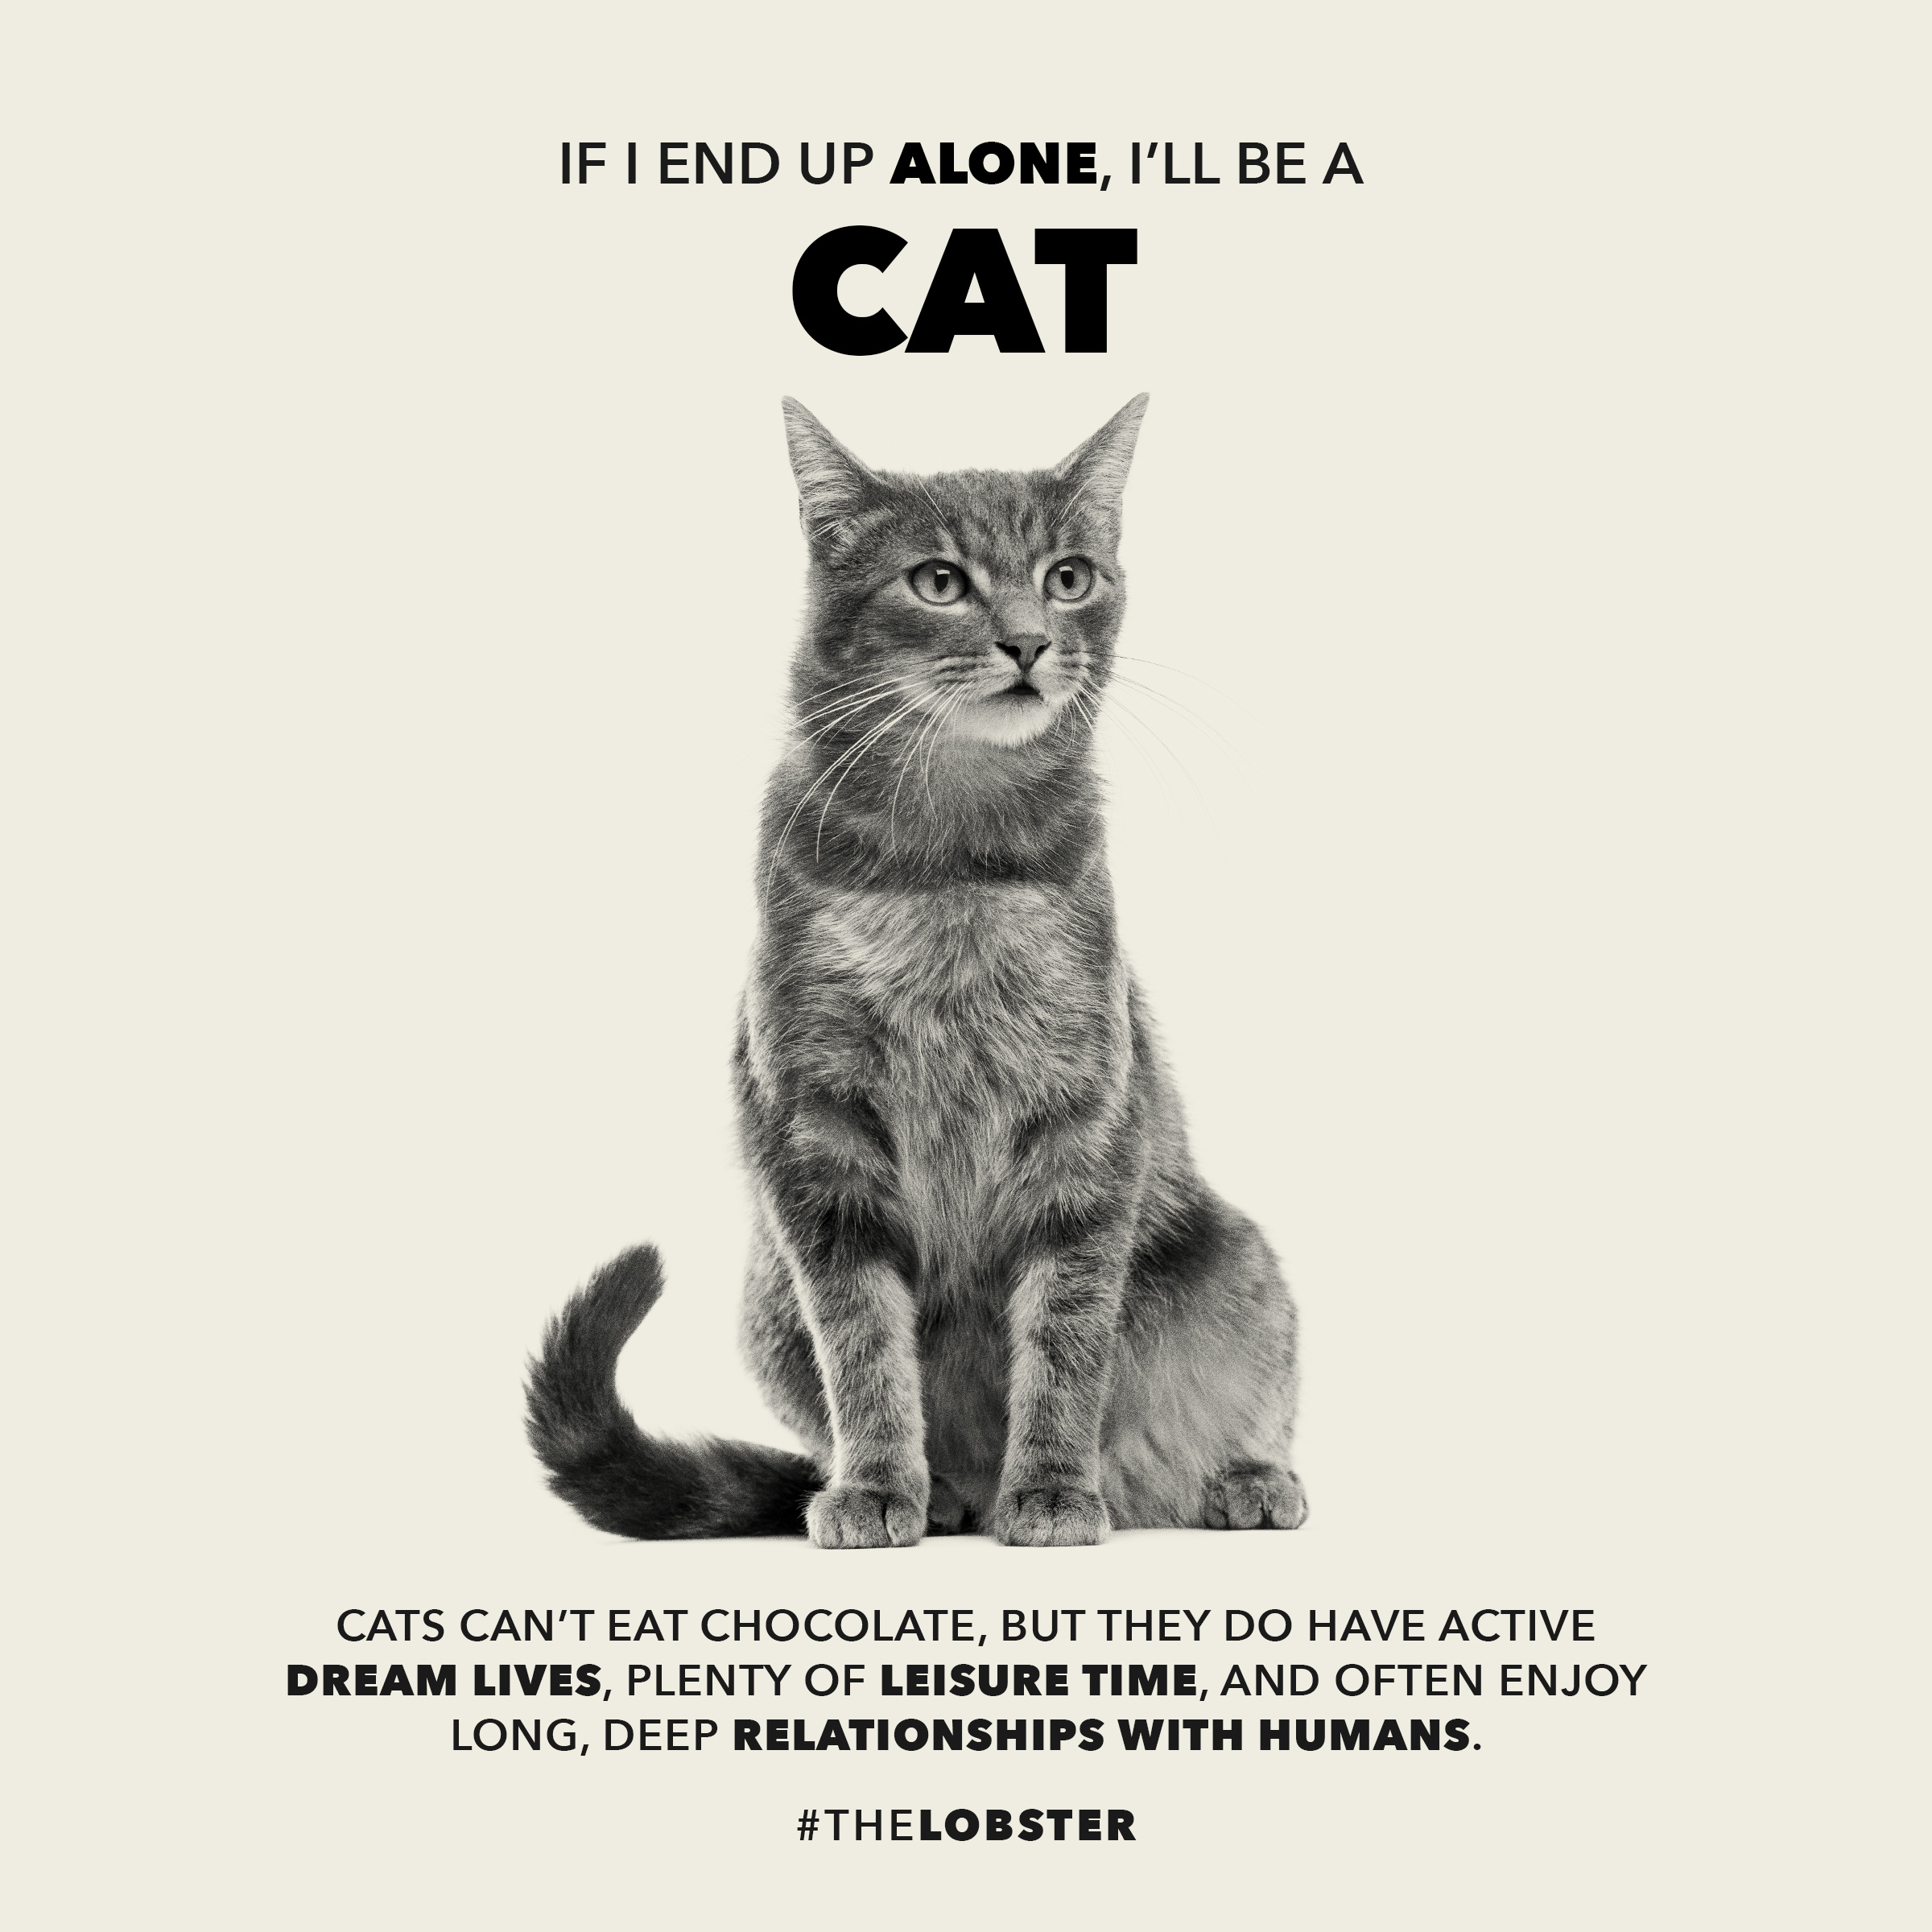 IF I END UP ALONE, I’LL BE A
CAT
CATS CAN’T EAT CHOCOLATE, BUT THEY DO HAVE ACTIVE
DREAM LIVES, PLENTY OF LEISURE TIME, AND OFTEN ENJOY
LONG, DEEP RELATIONSHIPS WITH HUMANS.
#THELOBSTER